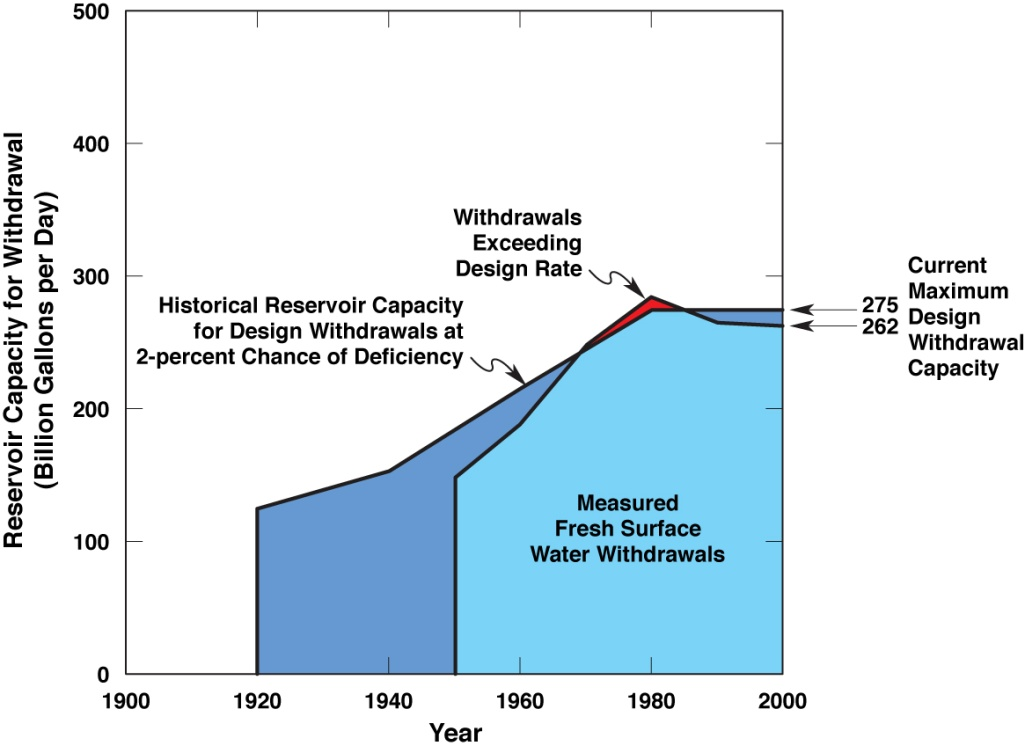 Reservoir Capacity for Withdrawal
(Billion Gallons per Day)
500
400
300
200
100
0
Withdrawals
Exceeding
Design Rate
Historical Reservoir Capacity
for Design Withdrawals at
2-percent Chance of Deficiency
Measured
Fresh Surface
Water Withdrawals
275
262
Current
Maximum
Design
Withdrawal
Capacity
1900
1920
1940
1960
1980
2000
Year